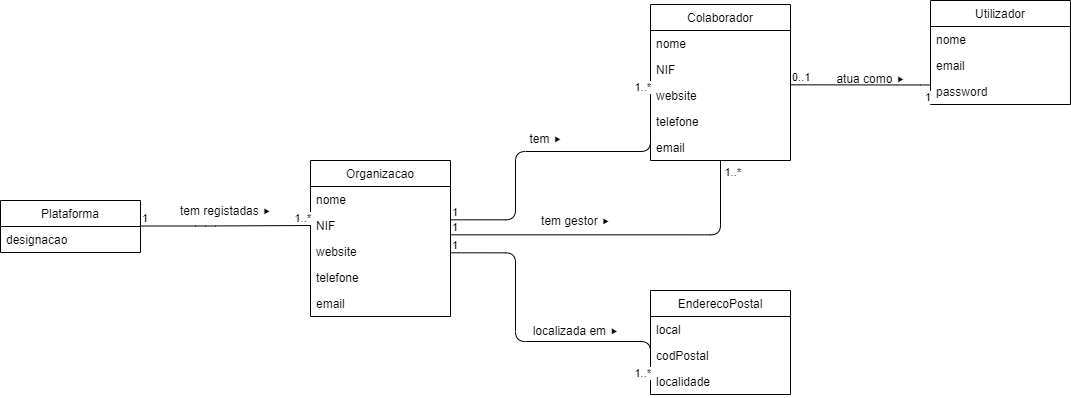 Plataforma
designacao
1
tem registadas ►
1..*
Organizacao
nome
NIF
website
telefone
email
1
tem ►
1..*
1
tem gestor ►
1..*
1
localizada em ►
1..*
Colaborador
nome
NIF
website
telefone
email
0..1
atua como ►
1
Utilizador
nome
email
password
EnderecoPostal
local
codPostal
localidade